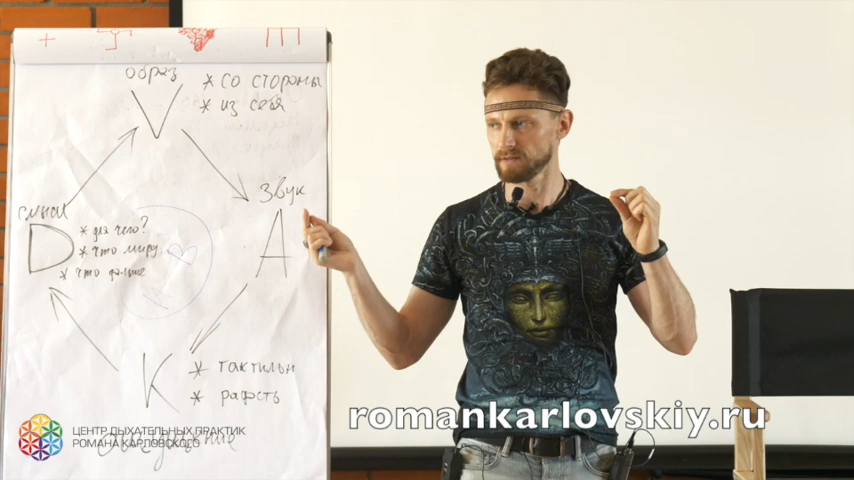 образ
* со стороны
* из себя
V
звук
A
смысл
D
* для чего?
* что миру
* что дальше
K
* тактильн
* радость
romankarlovskiy.ru
ЦЕНТР ДЫХАТЕЛЬНЫХ ПРАКТИК
РОМАНА КАРЛОВСКОГО